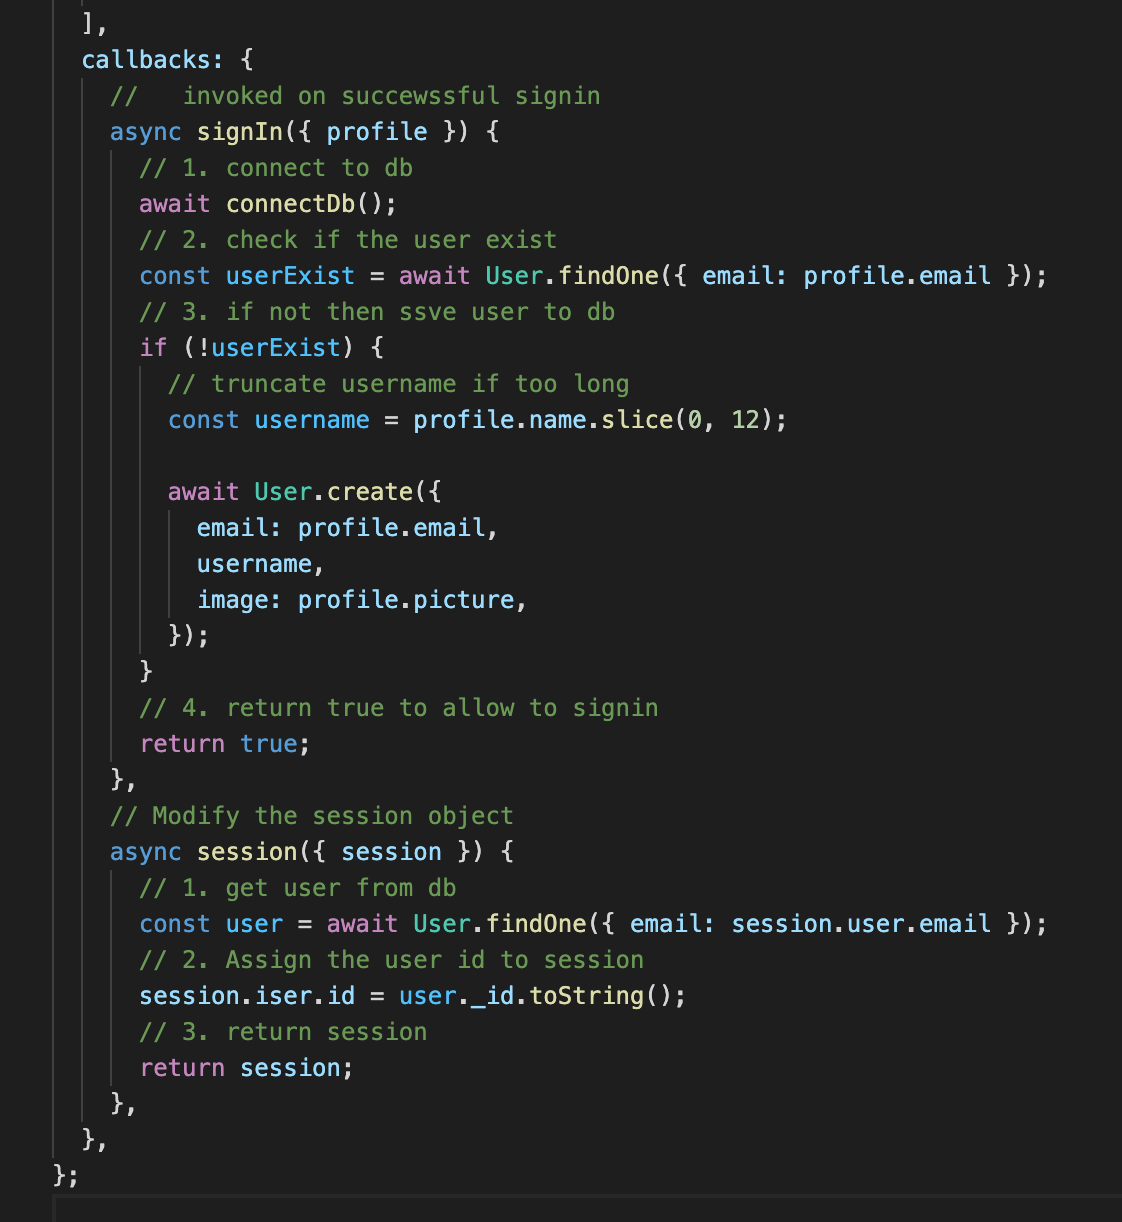 ],
callbacks: {
//   invoked on succewssful signin
async signIn({ profile }) {
// 1. connect to db
await connectDb();
// 2. check if the user exist
const userExist = await User.findOne({ email: profile.email });
// 3. if not then ssve user to db
if (!userExist) {
// truncate username if too long
const username = profile.name.slice(0, 12);
await User.create({
email: profile.email,
username,
image: profile.picture,
});
}
// 4. return true to allow to signin
return true;
},
// Modify the session object
async session({ session }) {
// 1. get user from db
const user = await User.findOne({ email: session.user.email });
// 2. Assign the user id to session
session.iser.id = user._id.toString();
// 3. return session
return session;
},
},
};